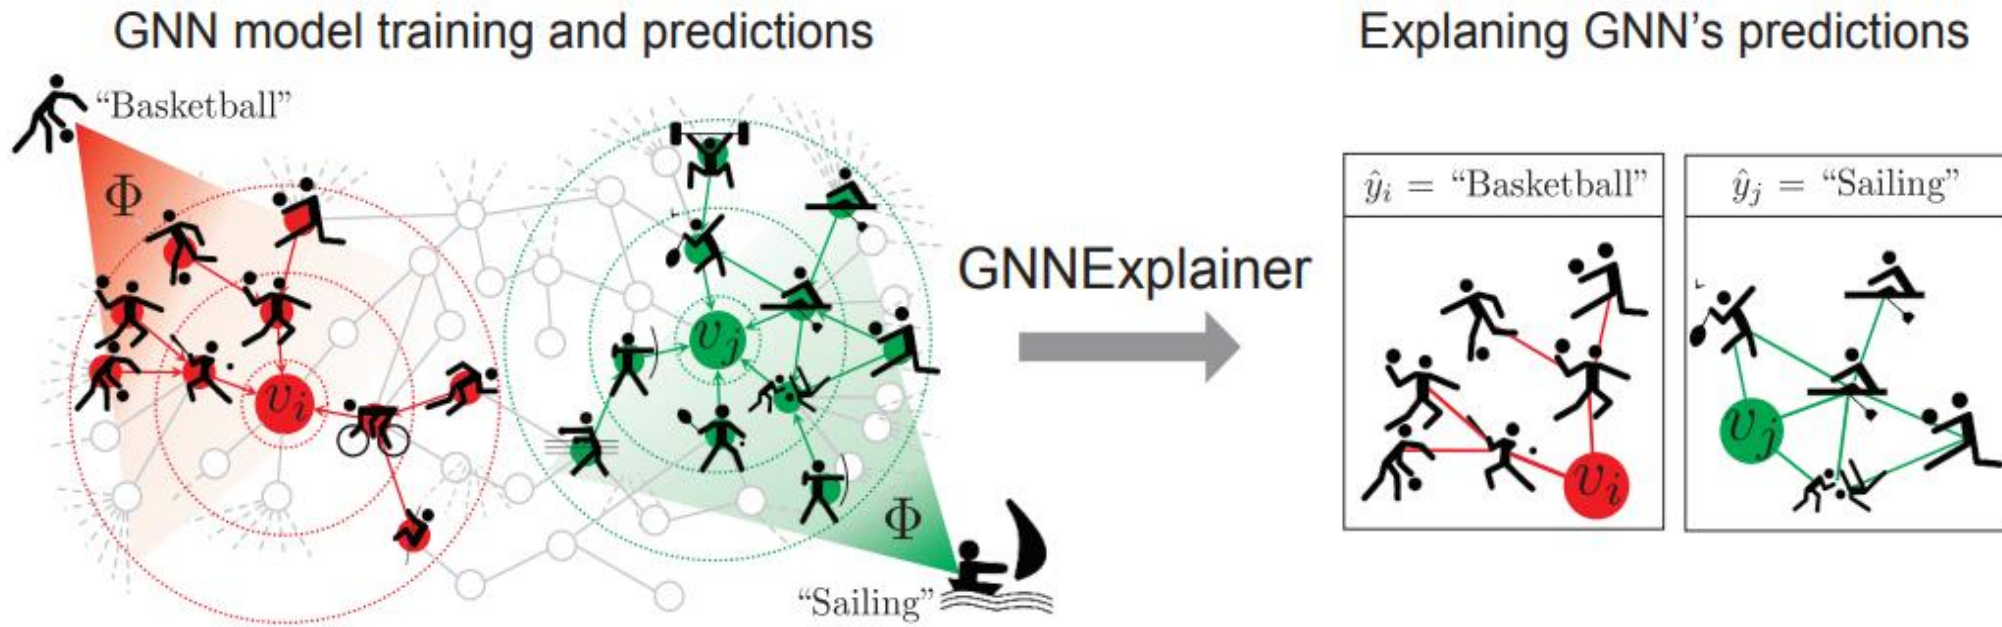 GNN model training and predictions
Explaning GNN's predictions
“Basketball”
Φ
v_i
v_j
Φ
“Sailing”
GNNExplainer
ŷ_i = “Basketball”
v_i
ŷ_j = “Sailing”
v_j